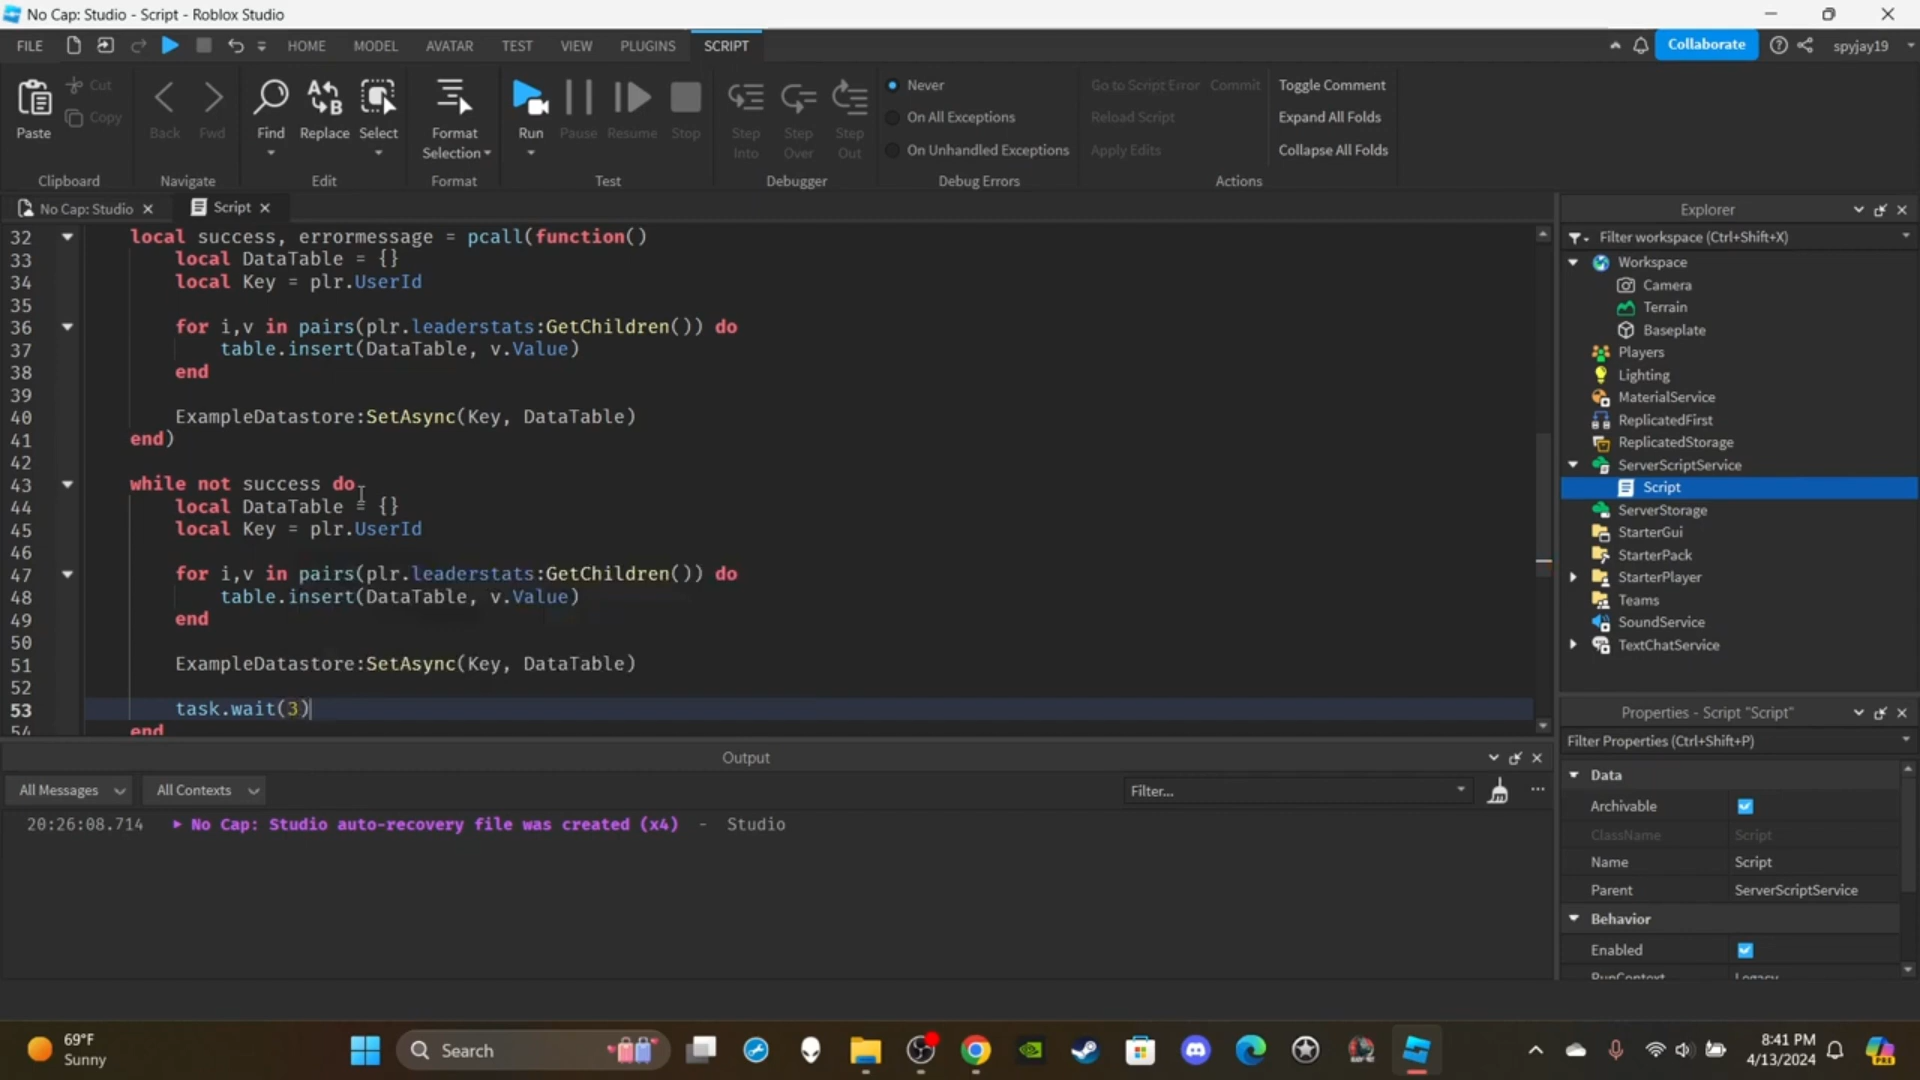 No Cap: Studio - Script - Roblox Studio
FILE HOME MODEL AVATAR TEST VIEW PLUGINS SCRIPT Collaborate spyjay19
Paste Cut Copy
Clipboard
Back Fwd
Navigate
Find Replace Select
Edit
Format Selection
Format
Run Pause Resume Stop
Test
Step Into Step Over Step Out
Debugger
Never
On All Exceptions
On Unhandled Exceptions
Debug Errors
Go to Script Error Commit
Reload Script
Apply Edits
Toggle Comment
Expand All Folds
Collapse All Folds
Actions
No Cap: Studio Script
32 local success, errormessage = pcall(function()
33 local DataTable = {}
34 local Key = plr.UserId
35
36 for i,v in pairs(plr.leaderstats:GetChildren()) do
37 table.insert(DataTable, v.Value)
38 end
39
40 ExampleDatastore:SetAsync(Key, DataTable)
41 end)
42
43 while not success do
44 local DataTable = {}
45 local Key = plr.UserId
46
47 for i,v in pairs(plr.leaderstats:GetChildren()) do
48 table.insert(DataTable, v.Value)
49 end
50
51 ExampleDatastore:SetAsync(Key, DataTable)
52
53 task.wait(3)
54 end
Output
All Messages All Contexts Filter...
20:26:08.714 No Cap: Studio auto-recovery file was created (x4) - Studio
Explorer
Filter workspace (Ctrl+Shift+X)
Workspace
Camera
Terrain
Baseplate
Players
Lighting
MaterialService
ReplicatedFirst
ReplicatedStorage
ServerScriptService
Script
ServerStorage
StarterGui
StarterPack
StarterPlayer
Teams
SoundService
TextChatService
Properties - Script "Script"
Filter Properties (Ctrl+Shift+P)
Data
Archivable
ClassName Script
Name Script
Parent ServerScriptService
Behavior
Enabled
RunContext Legacy
69°F
Sunny
Search
8:41 PM
4/13/2024
PRE